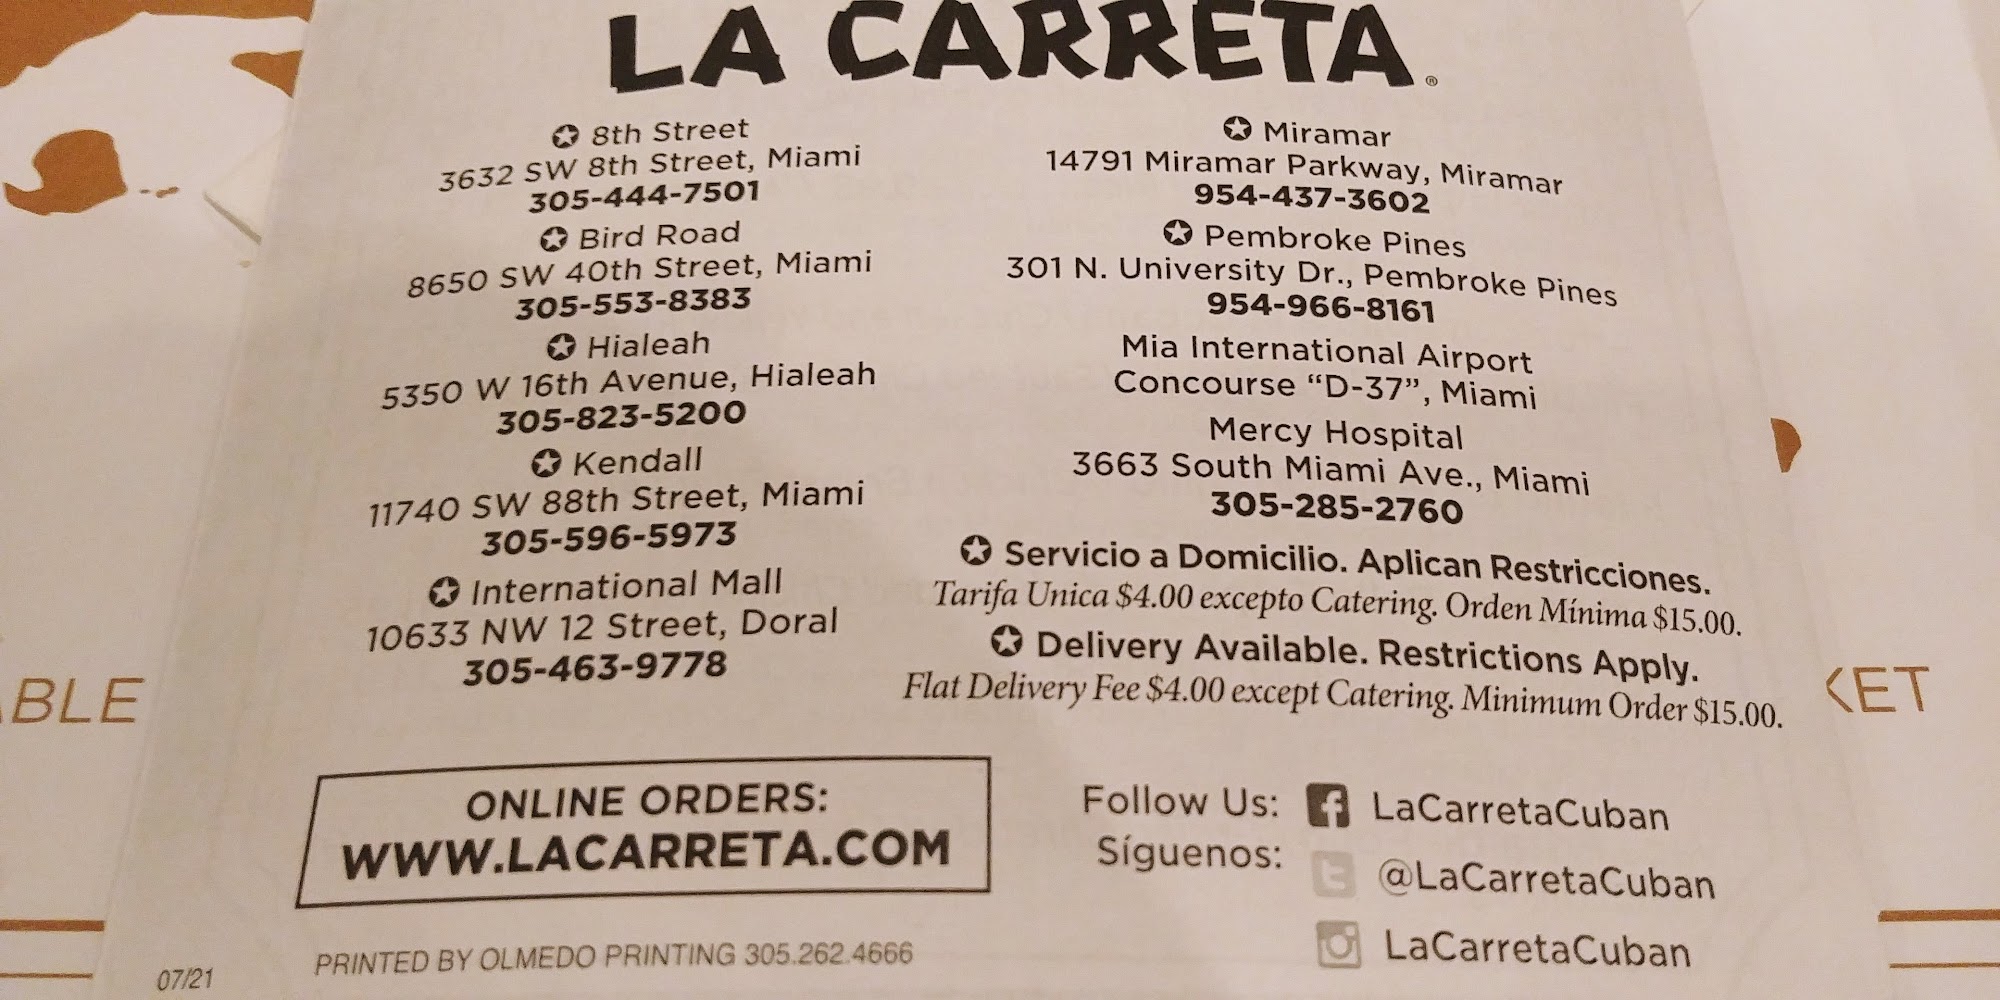 LA CARRETA®
✪ 8th Street
3632 SW 8th Street, Miami
305-444-7501
✪ Bird Road
8650 SW 40th Street, Miami
305-553-8383
✪ Hialeah
5350 W 16th Avenue, Hialeah
305-823-5200
✪ Kendall
11740 SW 88th Street, Miami
305-596-5973
✪ International Mall
10633 NW 12 Street, Doral
305-463-9778
✪ Miramar
14791 Miramar Parkway, Miramar
954-437-3602
✪ Pembroke Pines
301 N. University Dr., Pembroke Pines
954-966-8161
Mia International Airport
Concourse “D-37”, Miami
Mercy Hospital
3663 South Miami Ave., Miami
305-285-2760
✪ Servicio a Domicilio. Aplican Restricciones.
Tarifa Unica $4.00 excepto Catering. Orden Mínima $15.00.
✪ Delivery Available. Restrictions Apply.
Flat Delivery Fee $4.00 except Catering. Minimum Order $15.00.
ONLINE ORDERS:
WWW.LACARRETA.COM
Follow Us: LaCarretaCuban
Síguenos: @LaCarretaCuban
LaCarretaCuban
PRINTED BY OLMEDO PRINTING 305.262.4666
07/21
BLE
KET